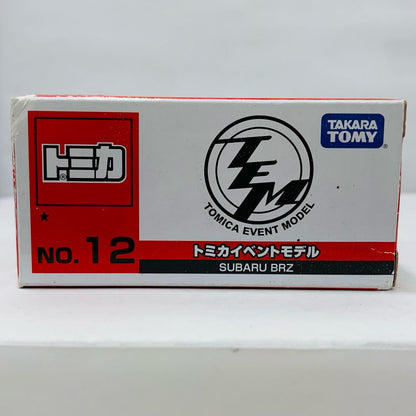 トミカ
®
★
NO. 12
TEM
TOMICA EVENT MODEL
TAKARA
TOMY
トミカイベントモデル
SUBARU BRZ